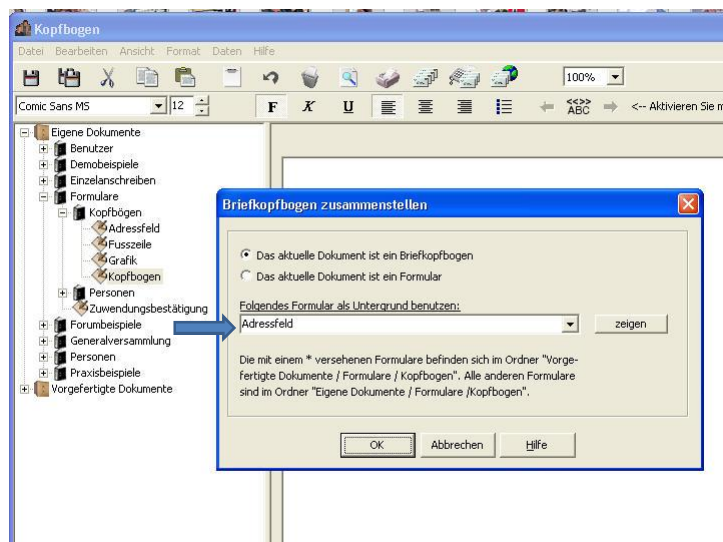 Kopfbogen
Datei Bearbeiten Ansicht Format Daten Hilfe
100%
Comic Sans MS 12 F K U <<>> ABC <-- Aktivieren Sie m
Eigene Dokumente
Benutzer
Demobeispiele
Einzelanschreiben
Formulare
Kopfbögen
Adressfeld
Fusszeile
Grafik
Kopfbogen
Personen
Zuwendungsbestätigung
Forumbeispiele
Generalversammlung
Personen
Praxisbeispiele
Vorgefertigte Dokumente
Briefkopfbogen zusammenstellen
Das aktuelle Dokument ist ein Briefkopfbogen
Das aktuelle Dokument ist ein Formular
Folgendes Formular als Untergrund benutzen:
Adressfeld zeigen
Die mit einem * versehenen Formulare befinden sich im Ordner "Vorge-
fertigte Dokumente / Formulare / Kopfbogen". Alle anderen Formulare
sind im Ordner "Eigene Dokumente / Formulare /Kopfbogen".
OK Abbrechen Hilfe